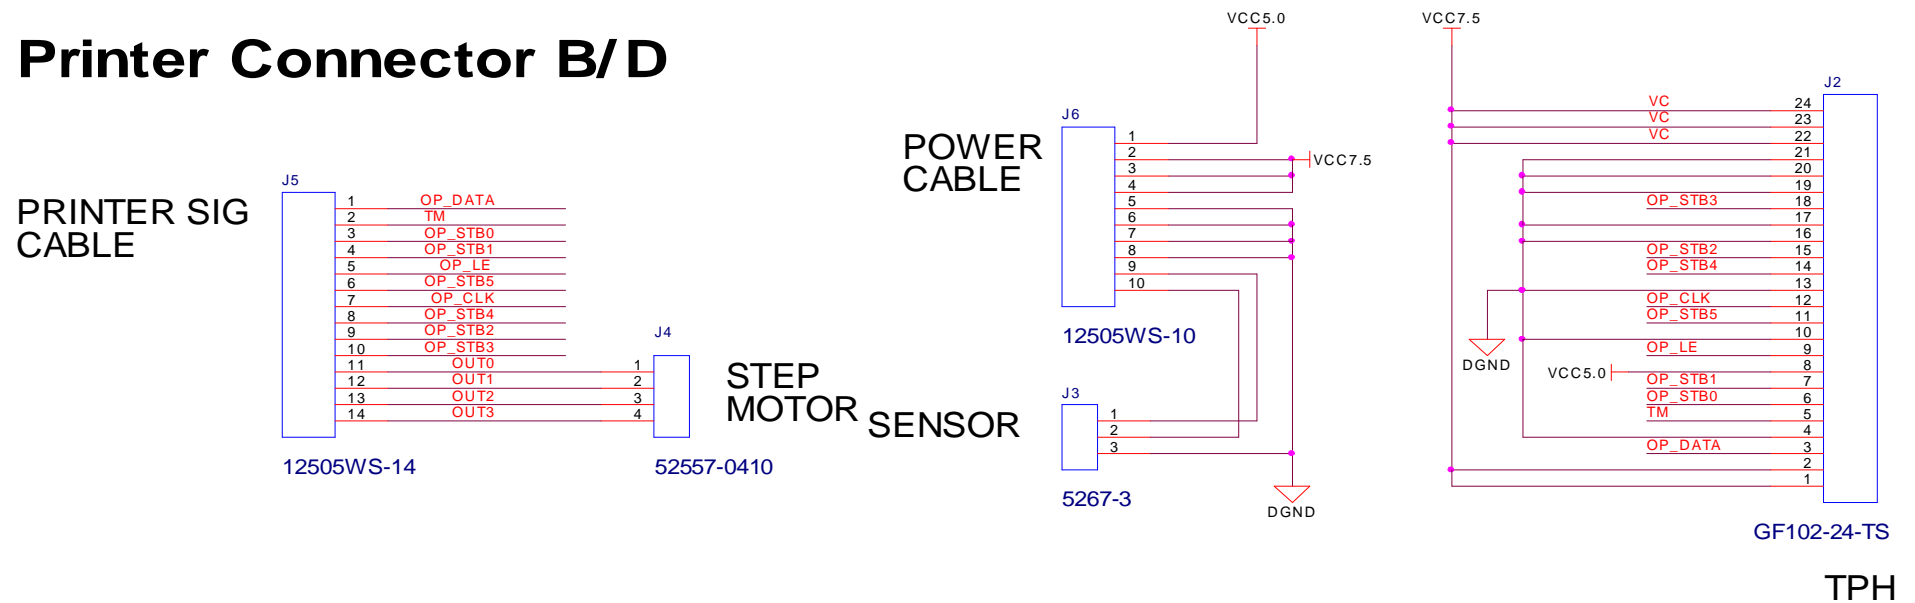 Printer Connector B/D
PRINTER SIG
CABLE
J5
1 OP_DATA
2 TM
3 OP_STB0
4 OP_STB1
5 OP_LE
6 OP_STB5
7 OP_CLK
8 OP_STB4
9 OP_STB2
10 OP_STB3
11 OUT0 1
12 OUT1 2
13 OUT2 3
14 OUT3 4
12505WS-14
J4
52557-0410
STEP
MOTOR
VCC5.0
POWER
CABLE
J6
1
2
VCC7.5
3
4
5
6
7
8
9
10
12505WS-10
SENSOR
J3
1
2
3
5267-3
DGND
VCC7.5
J2
VC 24
VC 23
VC 22
21
20
19
OP_STB3 18
17
16
OP_STB2 15
OP_STB4 14
13
OP_CLK 12
OP_STB5 11
10
DGND
OP_LE 9
VCC5.0 8
OP_STB1 7
OP_STB0 6
TM 5
4
OP_DATA 3
2
1
GF102-24-TS
TPH